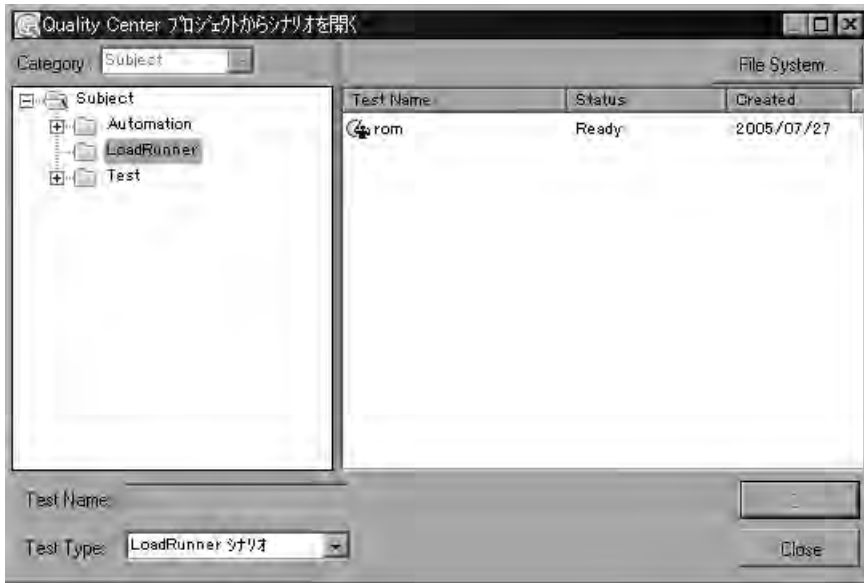 Quality Center プロジェクトからシナリオを開く
Category: Subject
File System...
Subject
Automation
LoadRunner
Test
Test Name Status Created
rom Ready 2005/07/27
Test Name:
Test Type: LoadRunner シナリオ
Close